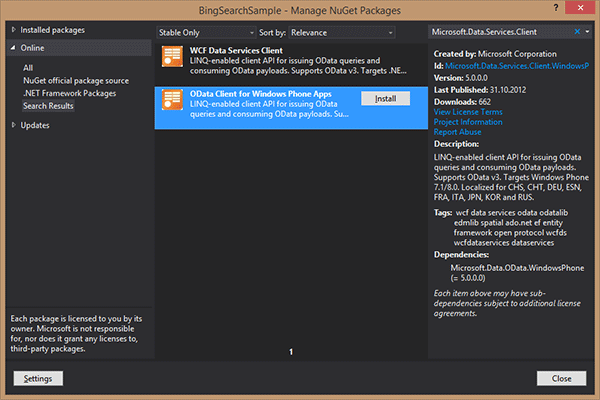 BingSearchSample - Manage NuGet Packages
?
Installed packages
Online
All
NuGet official package source
.NET Framework Packages
Search Results
Updates
Each package is licensed to you by its
owner. Microsoft is not responsible
for, nor does it grant any licenses to,
third-party packages.
Settings
Stable Only
Sort by: Relevance
WCF Data Services Client
LINQ-enabled client API for issuing OData queries and
consuming OData payloads. Supports OData v3. Targets .NE...
OData Client for Windows Phone Apps
LINQ-enabled client API for issuing OData
queries and consuming OData payloads. Su...
Install
1
Microsoft.Data.Services.Client
Created by: Microsoft Corporation
Id: Microsoft.Data.Services.Client.WindowsP
Version: 5.0.0.0
Last Published: 31.10.2012
Downloads: 662
View License Terms
Project Information
Report Abuse
Description:
LINQ-enabled client API for issuing OData
queries and consuming OData payloads.
Supports OData v3. Targets Windows Phone
7.1/8.0. Localized for CHS, CHT, DEU, ESN,
FRA, ITA, JPN, KOR and RUS.
Tags: wcf data services odata odatalib
edmlib spatial ado.net ef entity
framework open protocol wcfds
wcfdataservices dataservices
Dependencies:
Microsoft.Data.OData.WindowsPhone
(= 5.0.0.0)
Each item above may have sub-
dependencies subject to additional license
agreements.
Close